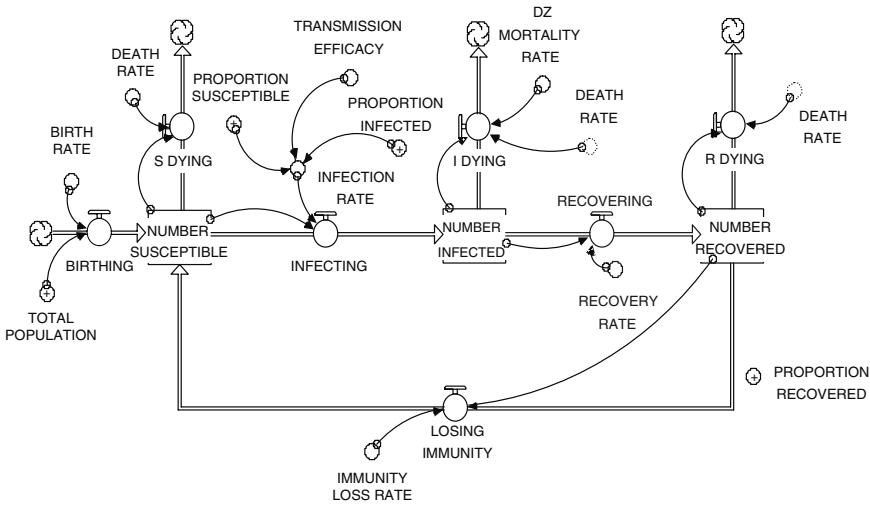 TRANSMISSION
EFFICACY
DZ
MORTALITY
RATE
DEATH
RATE
PROPORTION
SUSCEPTIBLE
PROPORTION
INFECTED
DEATH
RATE
DEATH
RATE
BIRTH
RATE
S DYING
I DYING
R DYING
INFECTION
RATE
RECOVERING
NUMBER
SUSCEPTIBLE
NUMBER
INFECTED
NUMBER
RECOVERED
BIRTHING
INFECTING
TOTAL
POPULATION
RECOVERY
RATE
PROPORTION
RECOVERED
LOSING
IMMUNITY
IMMUNITY
LOSS RATE